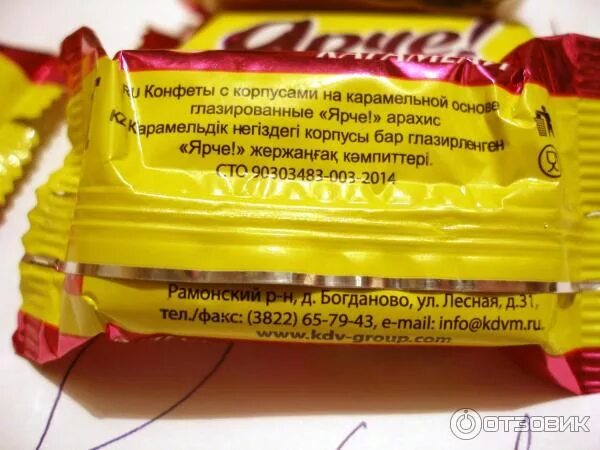 Ярче!
RU Конфеты с корпусами на карамельной основе
глазированные «Ярче!» арахис
KZ Карамельдік негіздегі корпусы бар глазирленген
«Ярче!» жержаңғақ кәмпиттері.
СТО 90303483-003-2014
Рамонский р-н, д. Богданово, ул. Лесная, д.31,
тел./факс: (3822) 65-79-43, e-mail: info@kdvm.ru
www.kdv-group.com
ОТЗОВИК